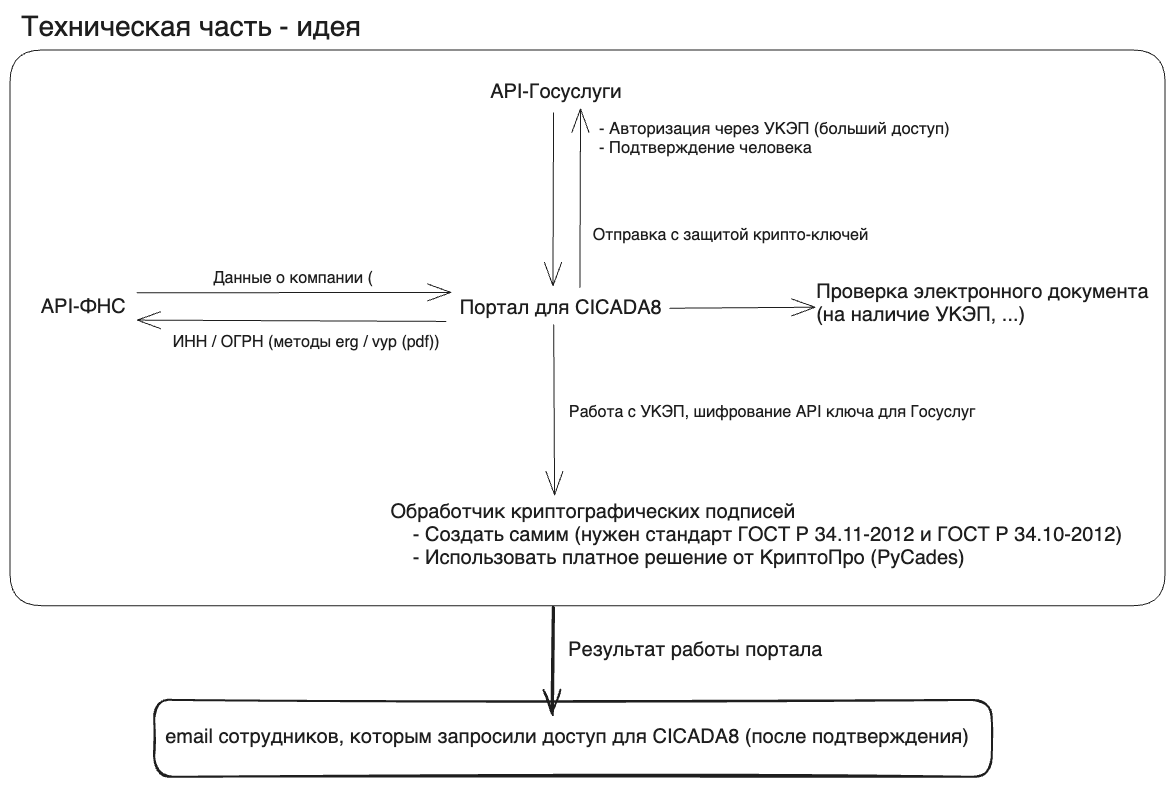 Техническая часть - идея
API-Госуслуги
- Авторизация через УКЭП (больший доступ)
- Подтверждение человека
Отправка с защитой крипто-ключей
Данные о компании (
API-ФНС
Портал для CICADA8
Проверка электронного документа
(на наличие УКЭП, ...)
ИНН / ОГРН (методы erg / vyp (pdf))
Работа с УКЭП, шифрование API ключа для Госуслуг
Обработчик криптографических подписей
- Создать самим (нужен стандарт ГОСТ Р 34.11-2012 и ГОСТ Р 34.10-2012)
- Использовать платное решение от КриптоПро (PyCades)
Результат работы портала
email сотрудников, которым запросили доступ для CICADA8 (после подтверждения)